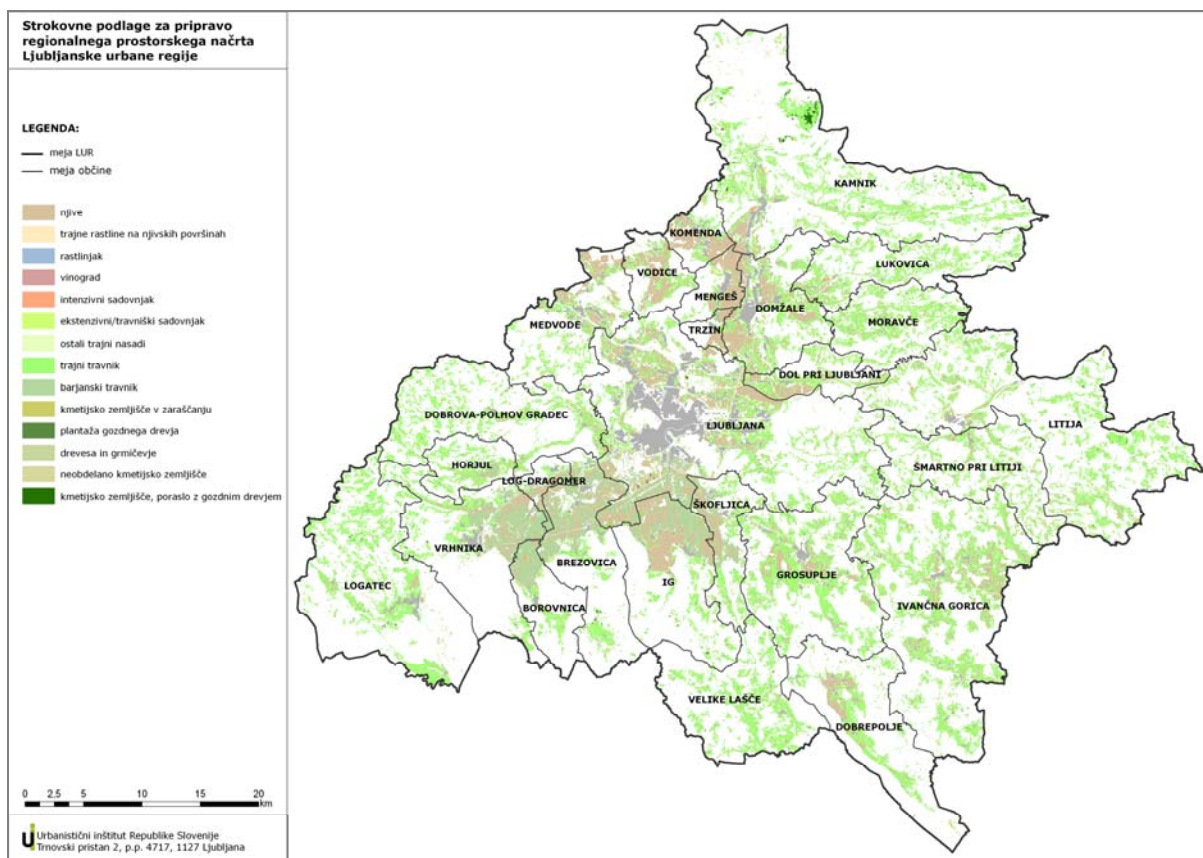 Strokovne podlage za pripravo
regionalnega prostorskega načrta
Ljubljanske urbane regije
LEGENDA:
meja LUR
meja občine
njive
trajne rastline na njivskih površinah
rastlinjak
vinograd
intenzivni sadovnjak
ekstenzivni/travniški sadovnjak
ostali trajni nasadi
trajni travnik
barjanski travnik
kmetijsko zemljišče v zaraščanju
plantaža gozdnega drevja
drevesa in grmičevje
neobdelano kmetijsko zemljišče
kmetijsko zemljišče, poraslo z gozdnim drevjem
0 2.5 5 10 15 20
km
ui Urbanistični inštitut Republike Slovenije
Trnovski pristan 2, p.p. 4717, 1127 Ljubljana
KAMNIK
KOMENDA
LUKOVICA
VODICE
MENGEŠ
DOMŽALE
MEDVODE
TRZIN
MORAVČE
DOL PRI LJUBLJANI
DOBROVA-POLHOV GRADEC
LJUBLJANA
LITIJA
HORJUL
ŠMARTNO PRI LITIJI
LOG-DRAGOMER
ŠKOFLJICA
VRHNIKA
BREZOVICA
GROSUPLJE
LOGATEC
IG
BOROVNICA
IVANČNA GORICA
VELIKE LAŠČE
DOBREPOLJE